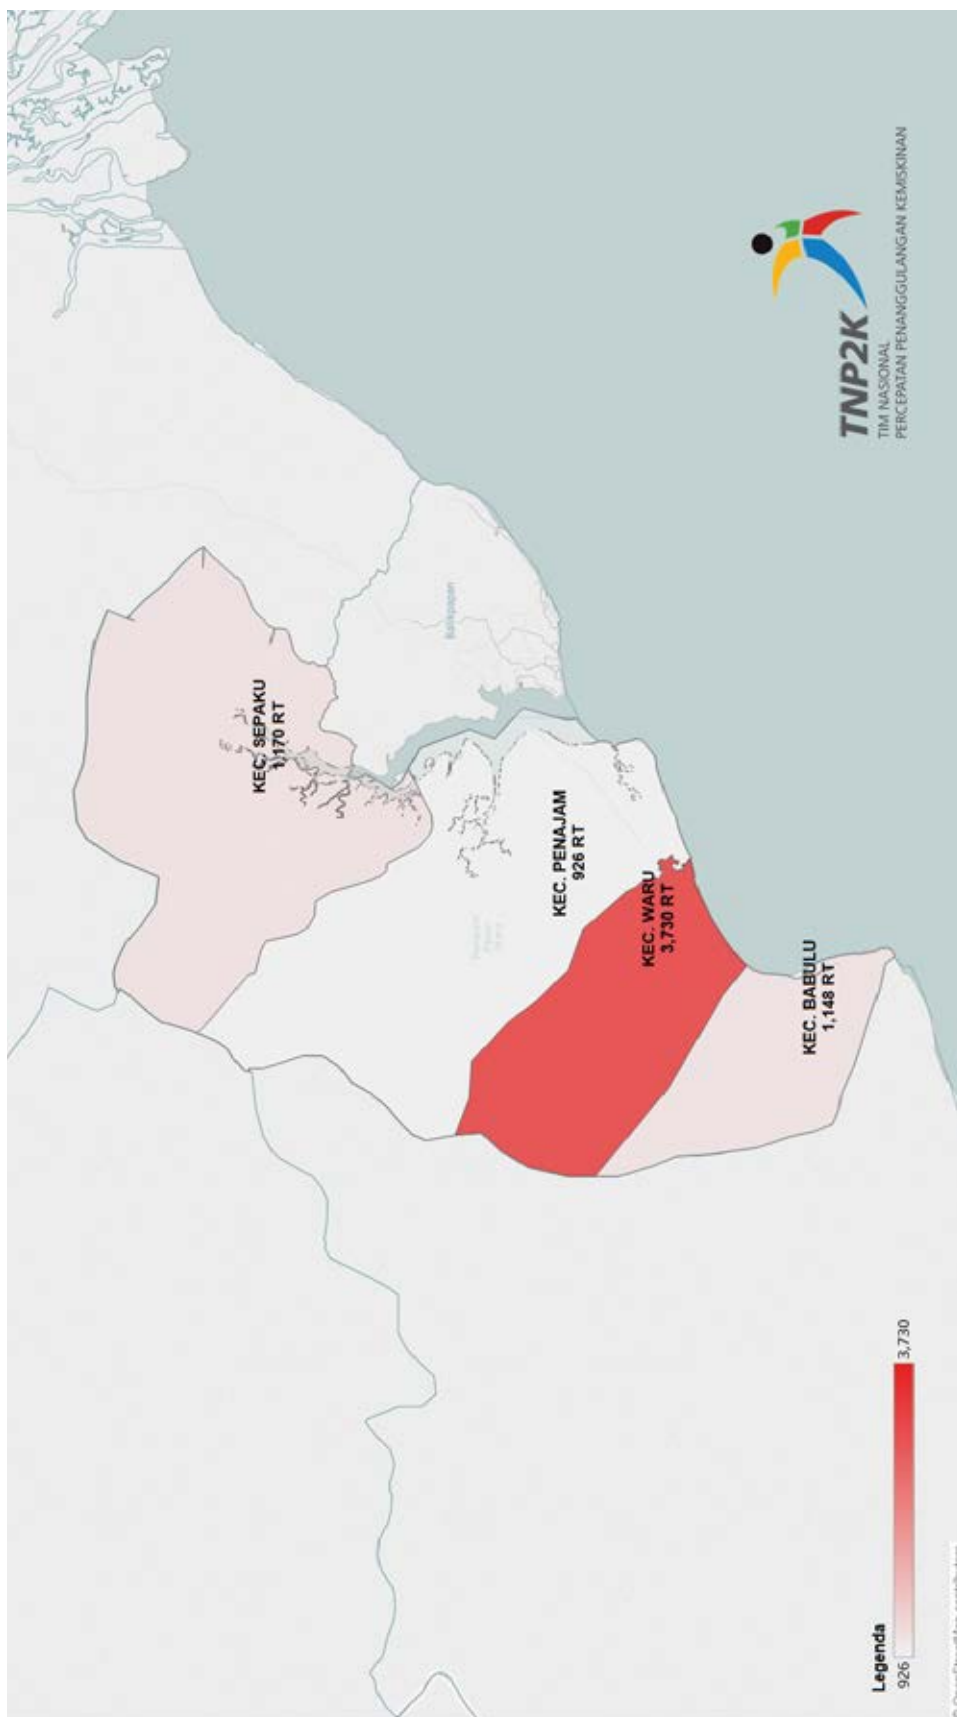 KEC. SEPAKU
1,170 RT
Balikpapan
KEC. PENAJAM
926 RT
KEC. WARU
3,730 RT
KEC. BABULU
1,148 RT
TNP2K
TIM NASIONAL
PERCEPATAN PENANGGULANGAN KEMISKINAN
Legenda
926
3,730